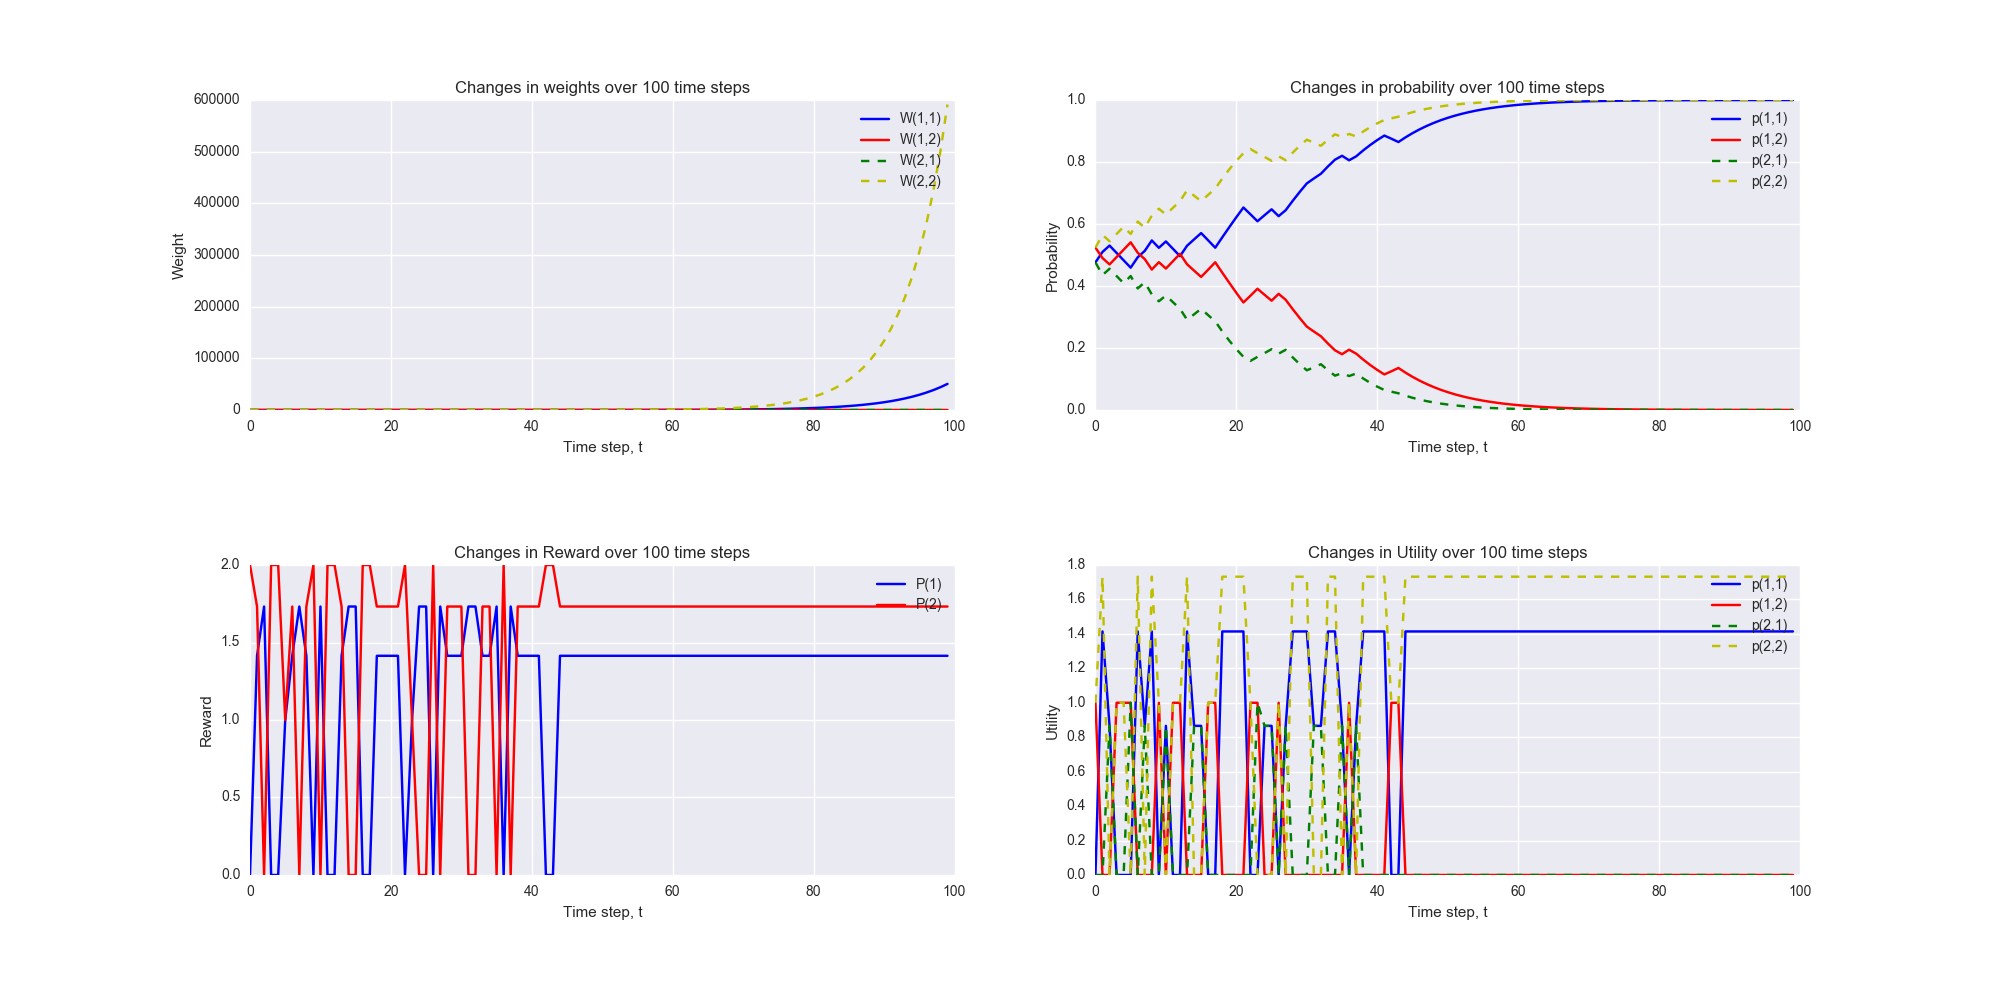 Changes in weights over 100 time steps
600000
500000
400000
300000
200000
100000
0
Weight
0 20 40 60 80 100
Time step, t
W(1,1)
W(1,2)
W(2,1)
W(2,2)
Changes in probability over 100 time steps
1.0
0.8
0.6
0.4
0.2
0.0
Probability
0 20 40 60 80 100
Time step, t
p(1,1)
p(1,2)
p(2,1)
p(2,2)
Changes in Reward over 100 time steps
2.0
1.5
1.0
0.5
0.0
Reward
0 20 40 60 80 100
Time step, t
P(1)
P(2)
Changes in Utility over 100 time steps
1.8
1.6
1.4
1.2
1.0
0.8
0.6
0.4
0.2
0.0
Utility
0 20 40 60 80 100
Time step, t
p(1,1)
p(1,2)
p(2,1)
p(2,2)